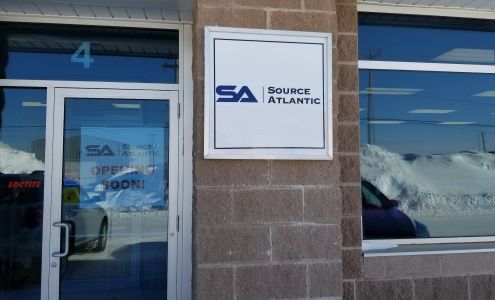 4
SA SOURCE
ATLANTIC
SA SOURCE
ATLANTIC
OPENING
SOON!
LOCTITE